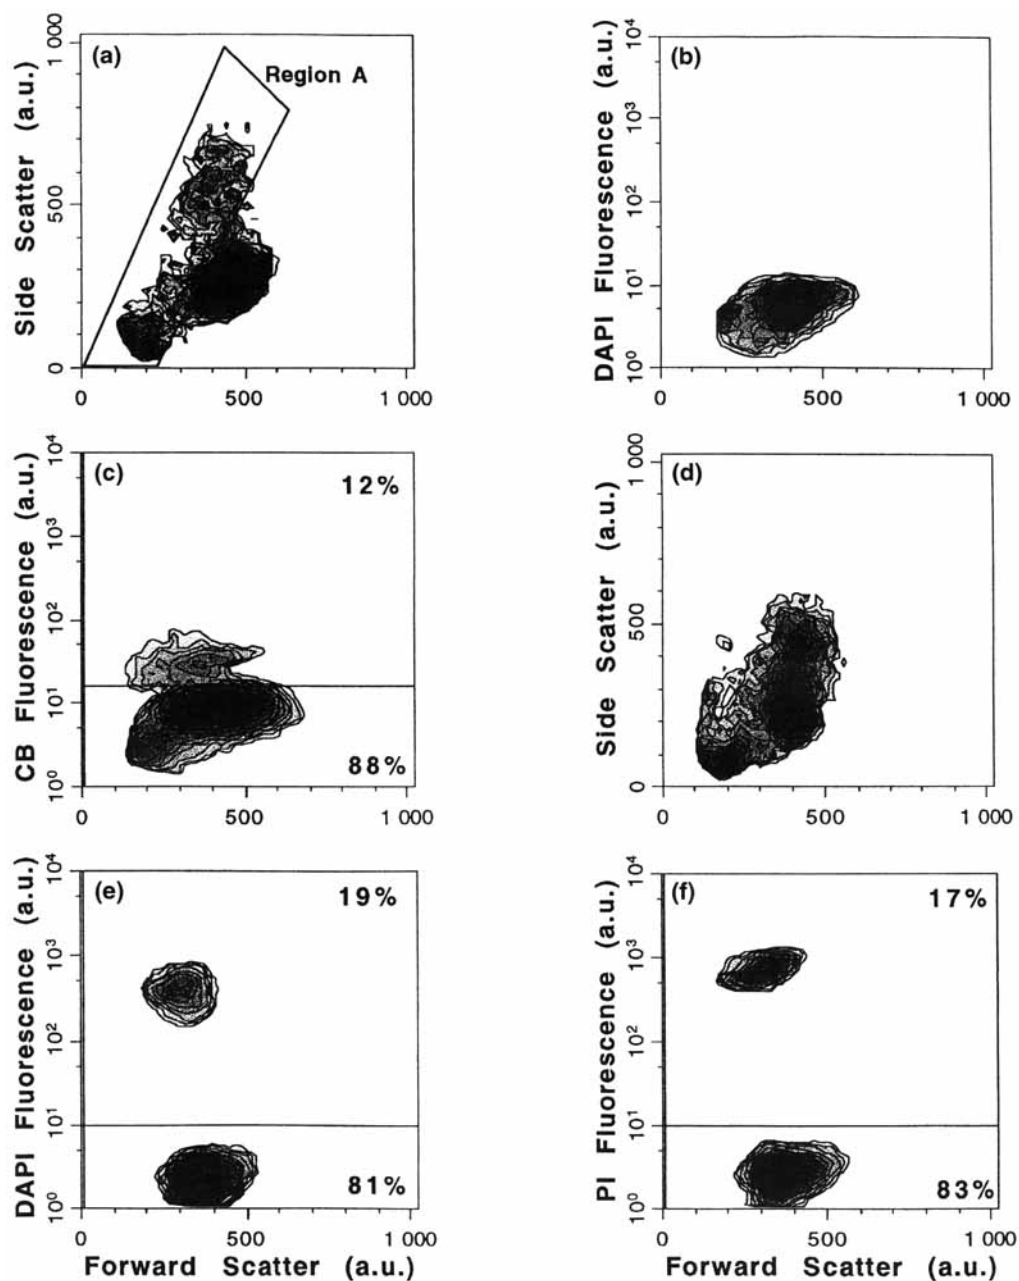 (a)
Region A
Side Scatter (a.u.)
1 000
500
0
0 500 1 000
(b)
DAPI Fluorescence (a.u.)
10⁴
10³
10²
10¹
10⁰
0 500 1 000
(c)
12%
88%
CB Fluorescence (a.u.)
10⁴
10³
10²
10¹
10⁰
0 500 1 000
(d)
Side Scatter (a.u.)
1 000
500
0
0 500 1 000
(e)
19%
81%
DAPI Fluorescence (a.u.)
10⁴
10³
10²
10¹
10⁰
0 500 1 000
Forward Scatter (a.u.)
(f)
17%
83%
PI Fluorescence (a.u.)
10⁴
10³
10²
10¹
10⁰
0 500 1 000
Forward Scatter (a.u.)